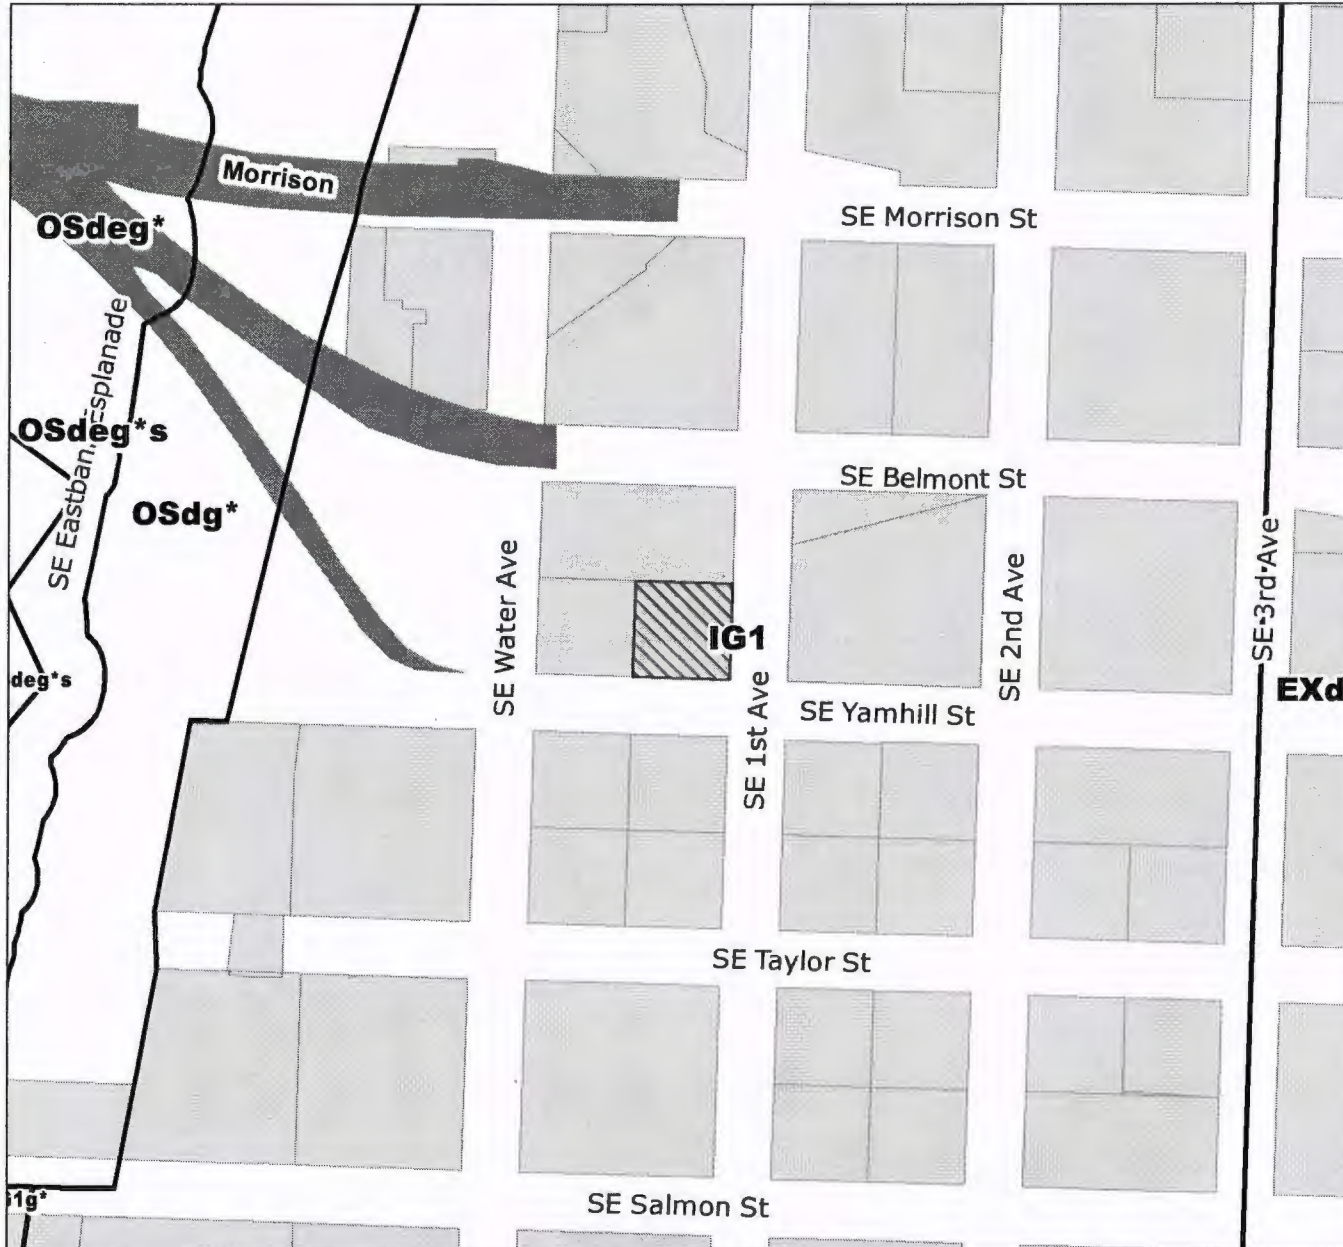 Morrison
SE Morrison St
OSdeg*
OSdeg*s
SE Eastbank Esplanade
SE Belmont St
OSdg*
SE Water Ave
SE 2nd Ave
SE 3rd Ave
IG1
deg*s
SE 1st Ave
SE Yamhill St
EXd
SE Taylor St
1g*
SE Salmon St